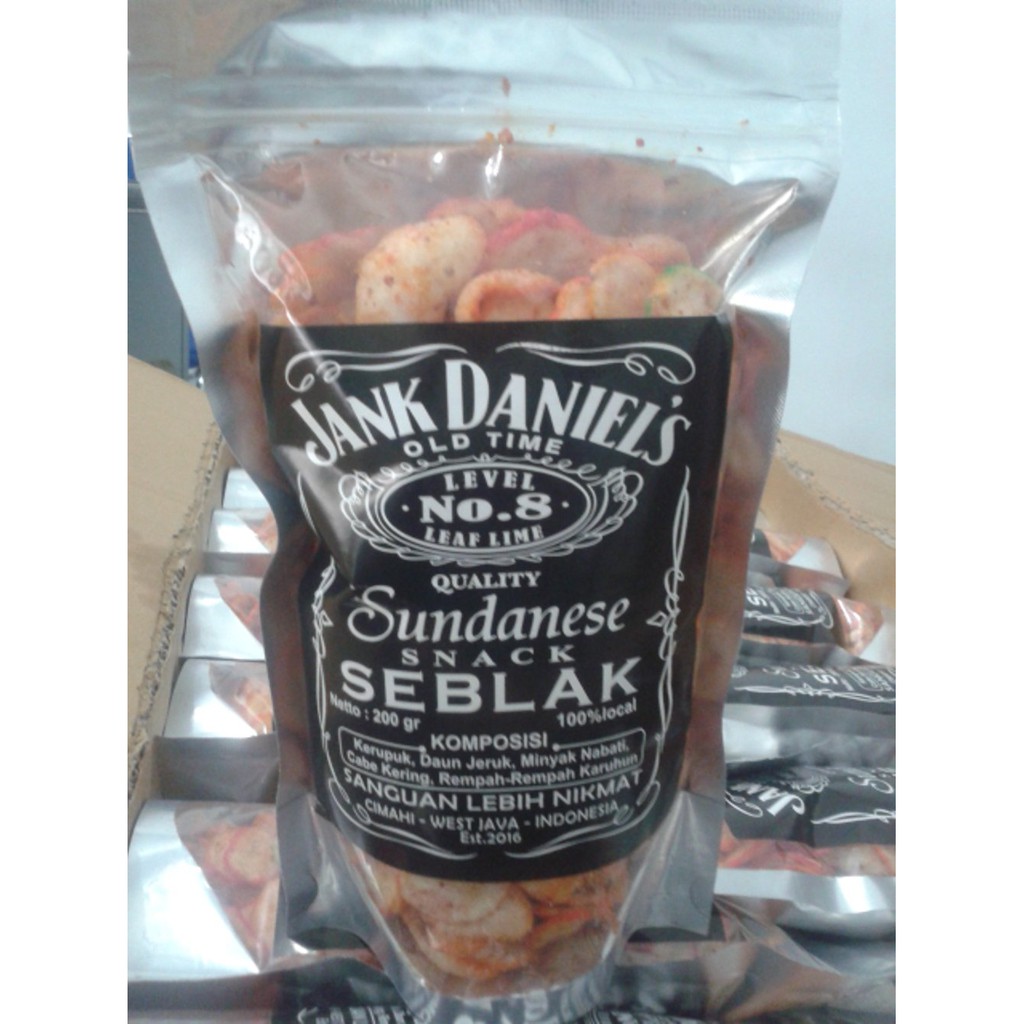 JANK DANIEL'S
OLD TIME
LEVEL
No.8
LEAF LIME
QUALITY
Sundanese
SNACK
SEBLAK
Netto : 200 gr 100%local
KOMPOSISI
Kerupuk, Daun Jeruk, Minyak Nabati,
Cabe Kering, Rempah-Rempah Karuhun
SANGUAN LEBIH NIKMAT
CIMAHI - WEST JAVA - INDONESIA
Est.2016